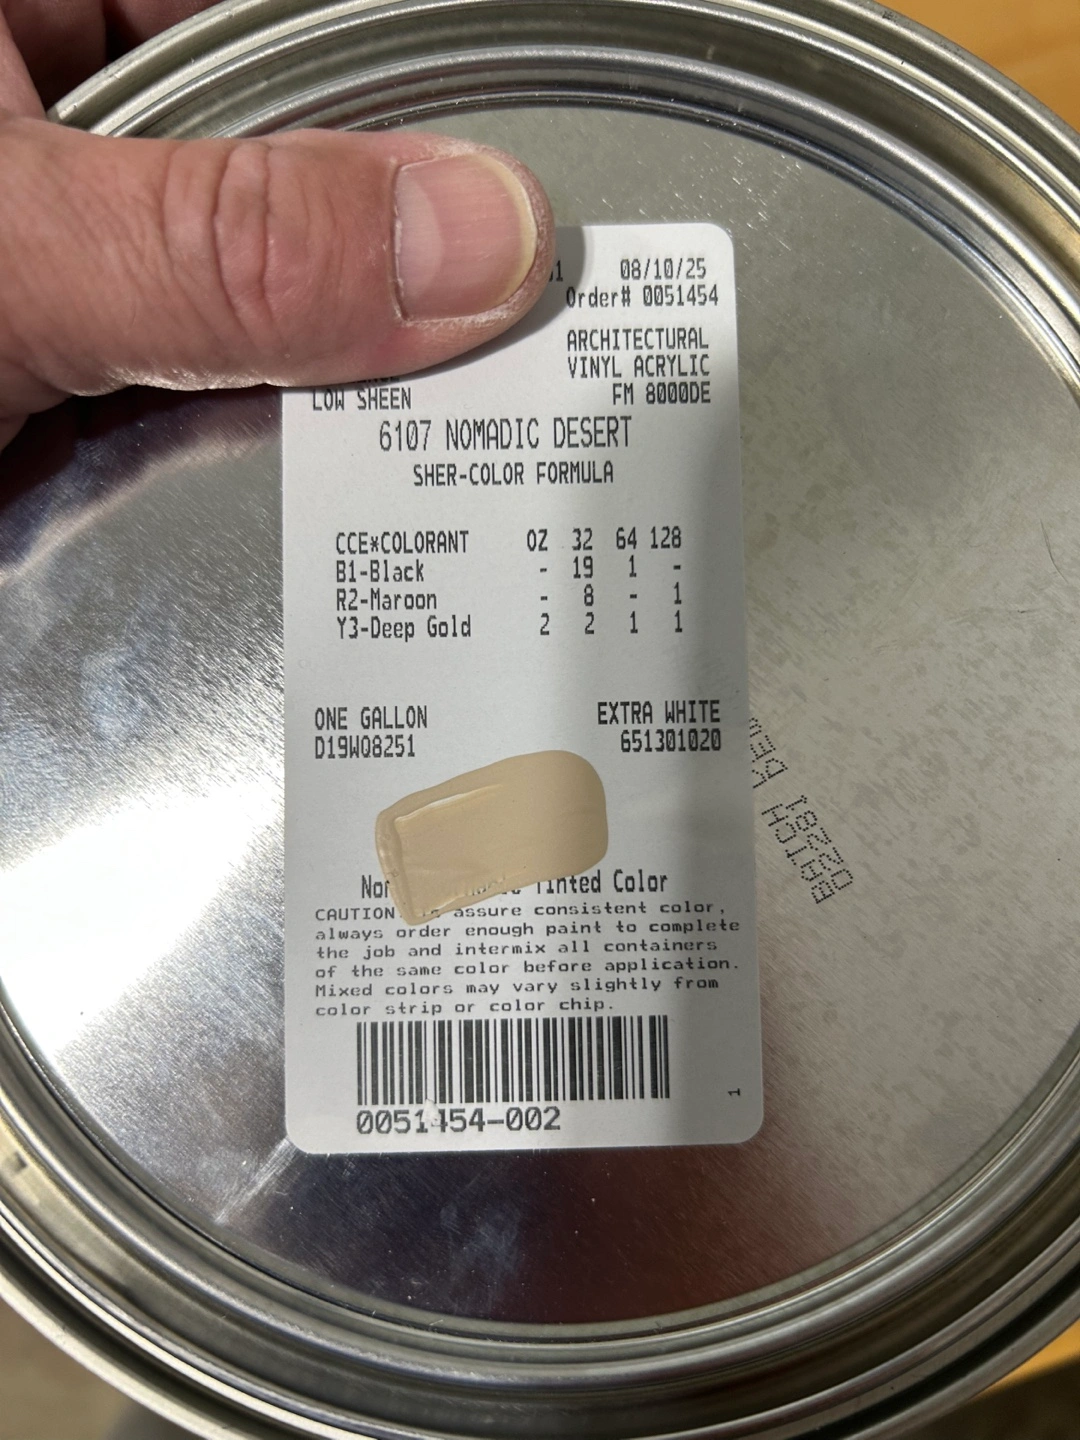 08/10/25
Order# 0051454
ARCHITECTURAL
VINYL ACRYLIC
LOW SHEEN FM 8000DE
6107 NOMADIC DESERT
SHER-COLOR FORMULA
CCE*COLORANT OZ 32 64 128
B1-Black - 19 1 -
R2-Maroon - 8 - 1
Y3-Deep Gold 2 2 1 1
ONE GALLON EXTRA WHITE
D19W08251 651301020
Tinted Color
CAUTION assure consistent color,
always order enough paint to complete
the job and intermix all containers
of the same color before application.
Mixed colors may vary slightly from
color strip or color chip.
1
0051454-002
BATCH